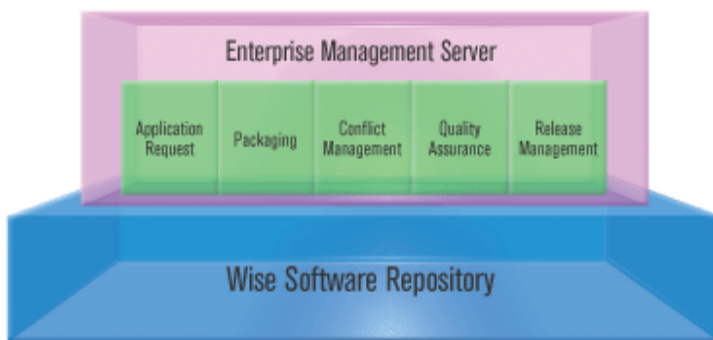 Enterprise Management Server
Application
Request
Packaging
Conflict
Management
Quality
Assurance
Release
Management
Wise Software Repository